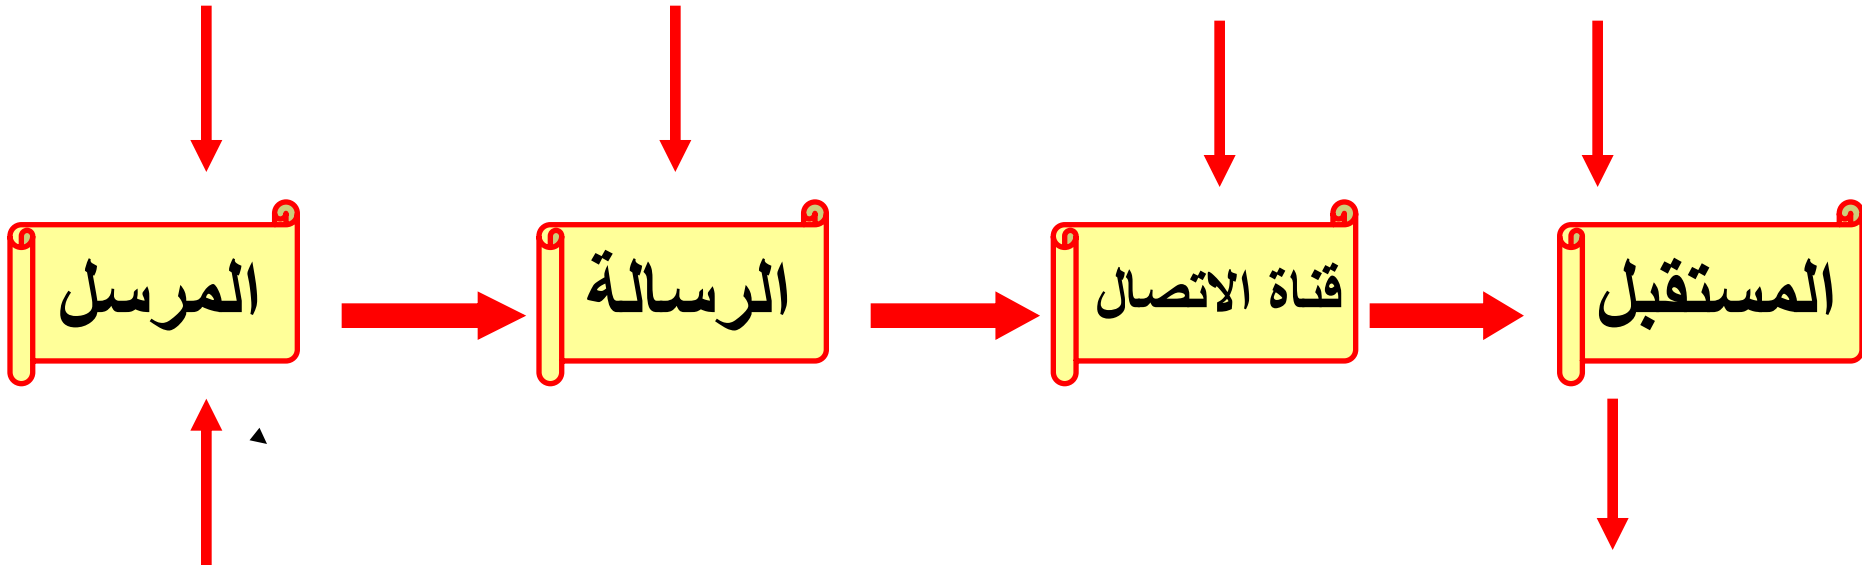 المرسل
الرسالة
قناة الاتصال
المستقبل